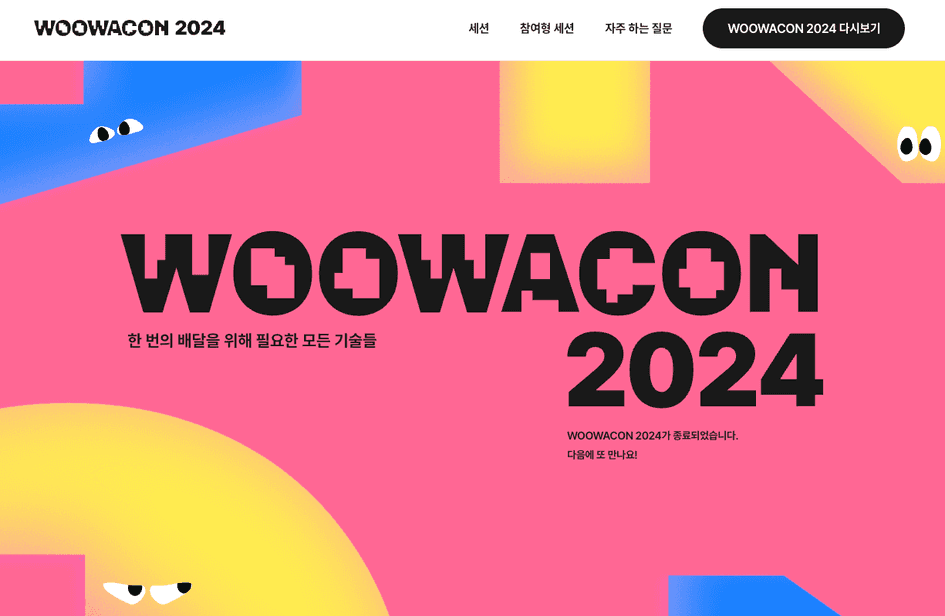 WOOWACON 2024
세션
참여형 세션
자주 하는 질문
WOOWACON 2024 다시보기
WOOWACON
2024
한 번의 배달을 위해 필요한 모든 기술들
WOOWACON 2024가 종료되었습니다.
다음에 또 만나요!